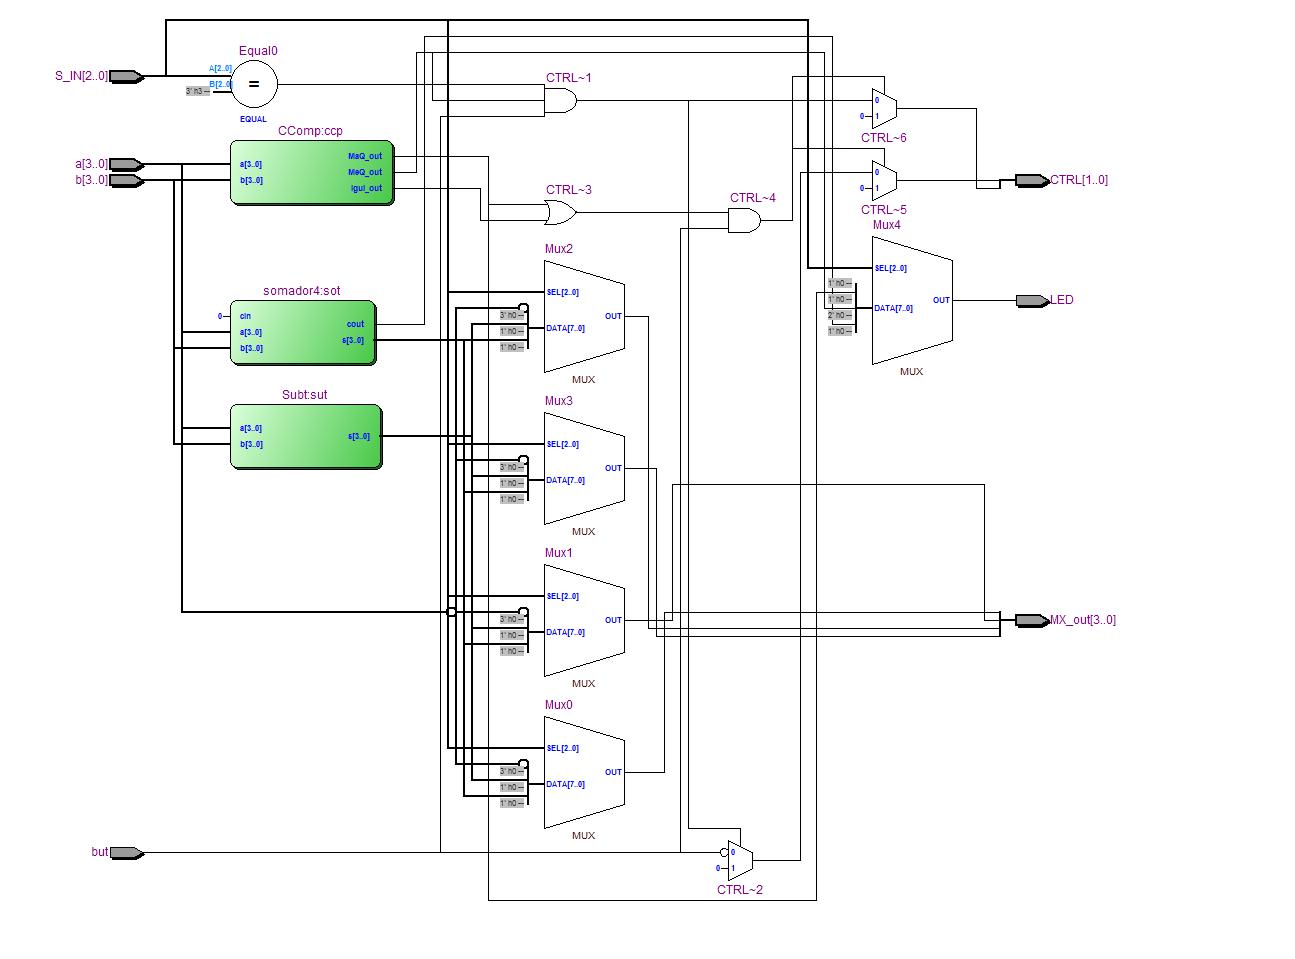 S_IN[2..0]
Equal0
A[2..0]
B[2..0]
3' h3
=
EQUAL
CComp:ccp
a[3..0]
b[3..0]
a[3..0]
b[3..0]
MaQ_out
MeQ_out
Igul_out
somador4:sot
0
cin
a[3..0]
b[3..0]
cout
s[3..0]
Subt:sut
a[3..0]
b[3..0]
s[3..0]
CTRL~1
CTRL~3
CTRL~4
Mux2
SEL[2..0]
3' h0
1' h0
1' h0
DATA[7..0]
OUT
MUX
Mux3
SEL[2..0]
3' h0
1' h0
1' h0
DATA[7..0]
OUT
MUX
Mux1
SEL[2..0]
3' h0
1' h0
1' h0
DATA[7..0]
OUT
MUX
Mux0
SEL[2..0]
3' h0
1' h0
1' h0
DATA[7..0]
OUT
MUX
0
0
1
CTRL~6
0
0
1
CTRL~5
CTRL[1..0]
Mux4
SEL[2..0]
1' h0
1' h0
2' h0
1' h0
DATA[7..0]
OUT
MUX
LED
MX_out[3..0]
but
0
0
1
CTRL~2